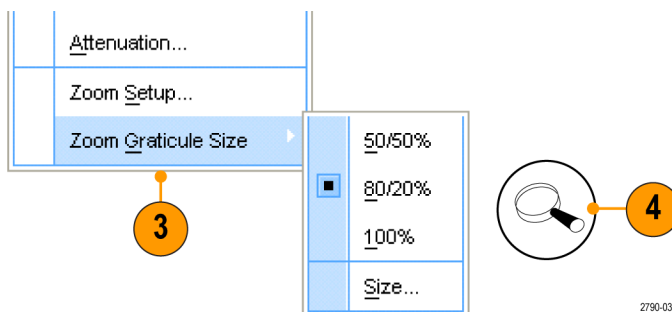 Attenuation...
Zoom Setup...
Zoom Graticule Size
50/50%
80/20%
100%
Size...
3
4
2790-03